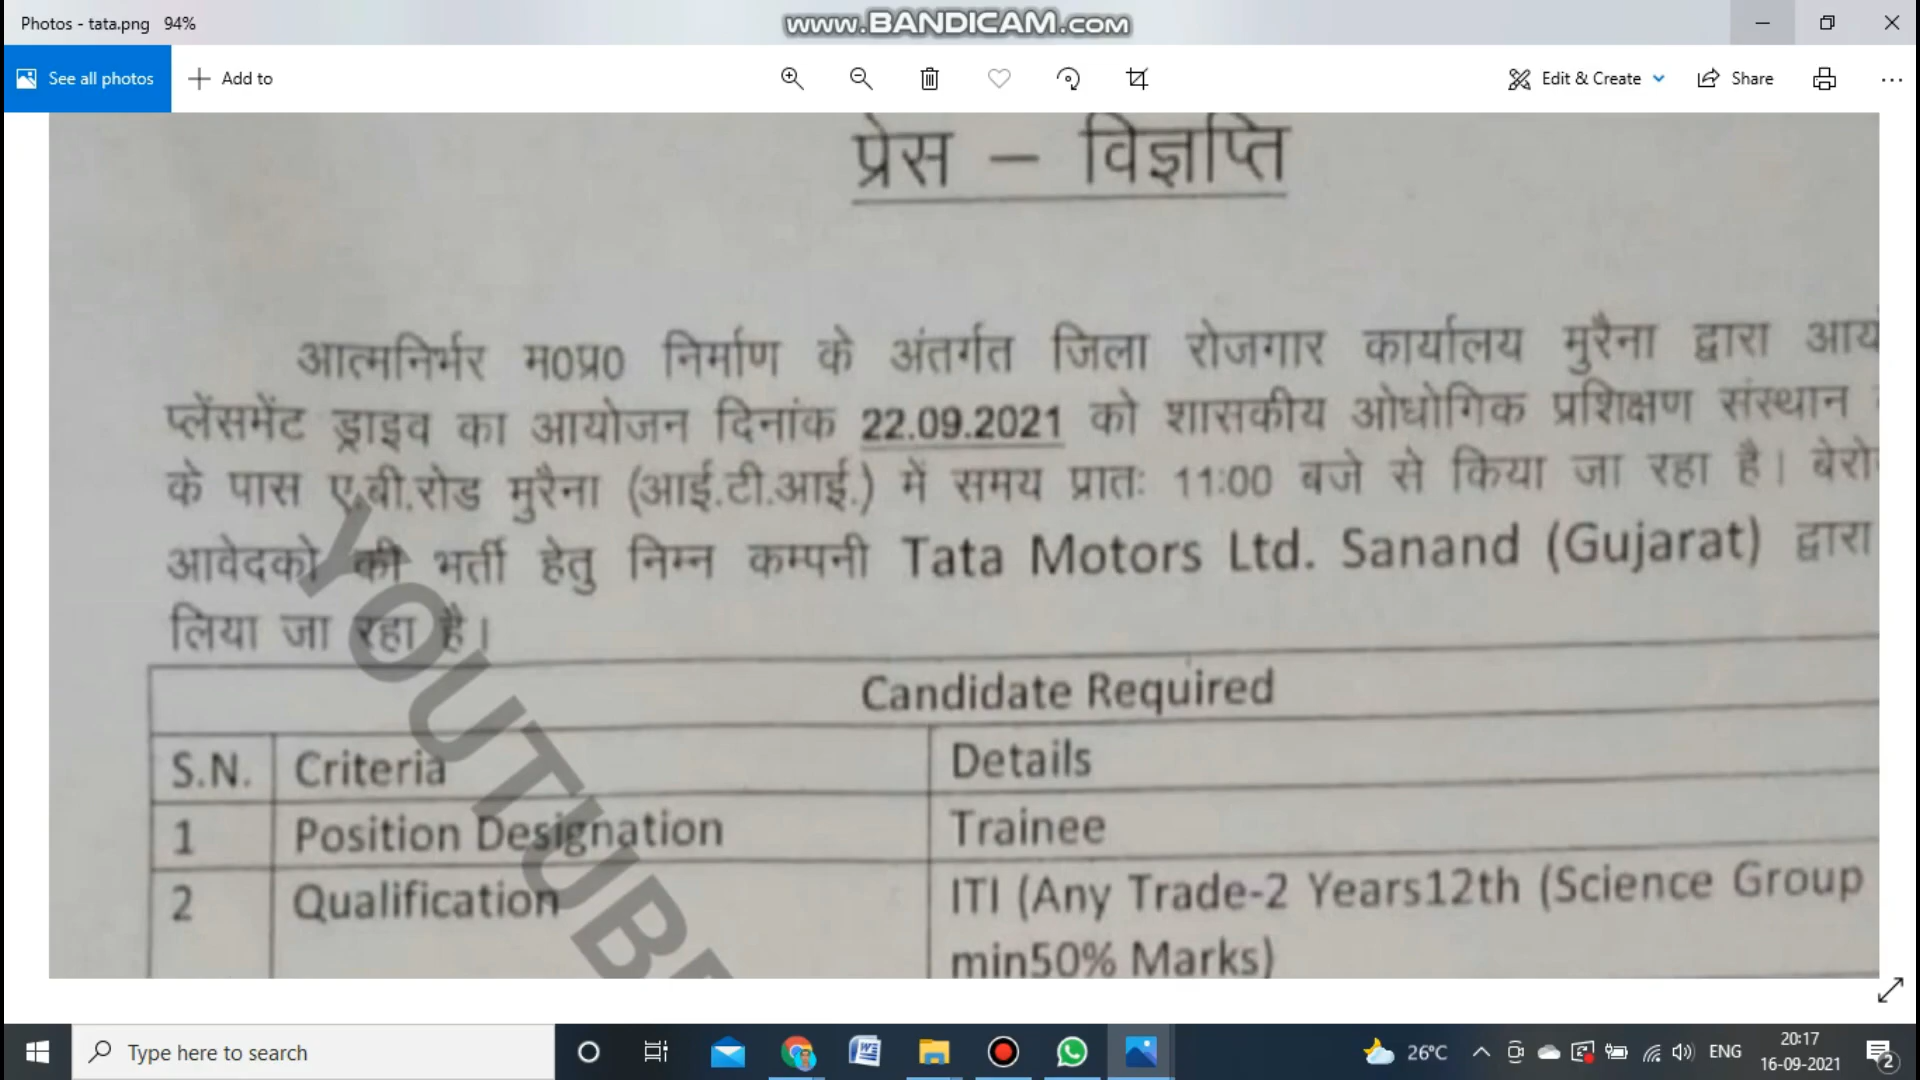 Photos - tata.png 94%
www.BANDICAM.com
See all photos
Add to
Edit & Create
Share
प्रेस – विज्ञप्ति
आत्मनिर्भर म0प्र0 निर्माण के अंतर्गत जिला रोजगार कार्यालय मुरैना द्वारा
प्लेंसमेंट ड्राइव का आयोजन दिनांक 22.09.2021 को शासकीय ओधोगिक प्रशिक्षण संस्थान
के पास ए.बी.रोड मुरैना (आई.टी.आई.) में समय प्रातः 11:00 बजे से किया जा रहा है।
आवेदको की भर्ती हेतु निम्न कम्पनी Tata Motors Ltd. Sanand (Gujarat) द्वारा
लिया जा रहा है।
Candidate Required
S.N. Criteria Details
1 Position Designation Trainee
2 Qualification ITI (Any Trade-2 Years12th (Science Group
min50% Marks)
YOUTUBE
Type here to search
26°C
ENG
20:17
16-09-2021
2